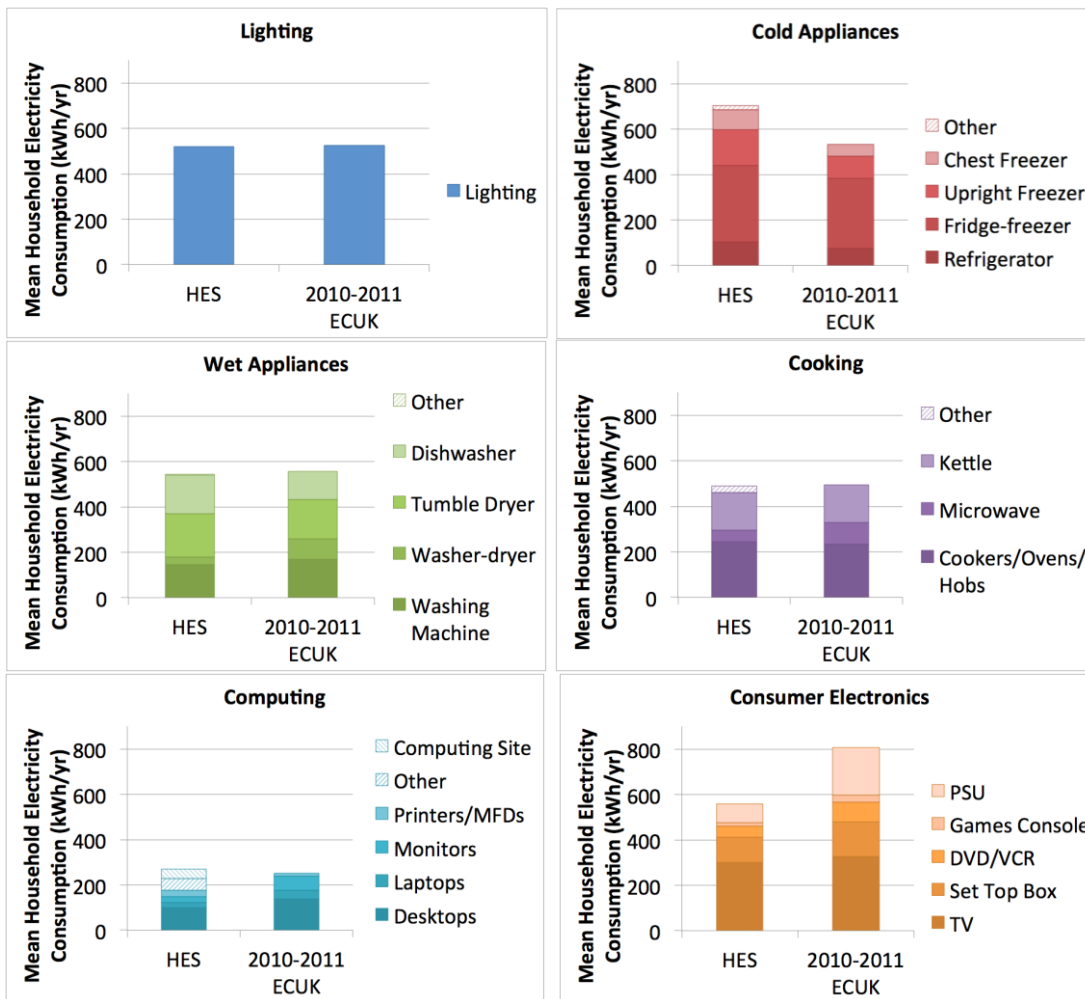 Lighting
Mean Household Electricity
Consumption (kWh/yr)
800
600
400
200
0
HES
2010-2011
ECUK
Lighting
Cold Appliances
Mean Household Electricity
Consumption (kWh/yr)
800
600
400
200
0
HES
2010-2011
ECUK
Other
Chest Freezer
Upright Freezer
Fridge-freezer
Refrigerator
Wet Appliances
Mean Household Electricity
Consumption (kWh/yr)
800
600
400
200
0
HES
2010-2011
ECUK
Other
Dishwasher
Tumble Dryer
Washer-dryer
Washing
Machine
Cooking
Mean Household Electricity
Consumption (kWh/yr)
800
600
400
200
0
HES
2010-2011
ECUK
Other
Kettle
Microwave
Cookers/Ovens/
Hobs
Computing
Mean Household Electricity
Consumption (kWh/yr)
800
600
400
200
0
HES
2010-2011
ECUK
Computing Site
Other
Printers/MFDs
Monitors
Laptops
Desktops
Consumer Electronics
Mean Household Electricity
Consumption (kWh/yr)
800
600
400
200
0
HES
2010-2011
ECUK
PSU
Games Console
DVD/VCR
Set Top Box
TV